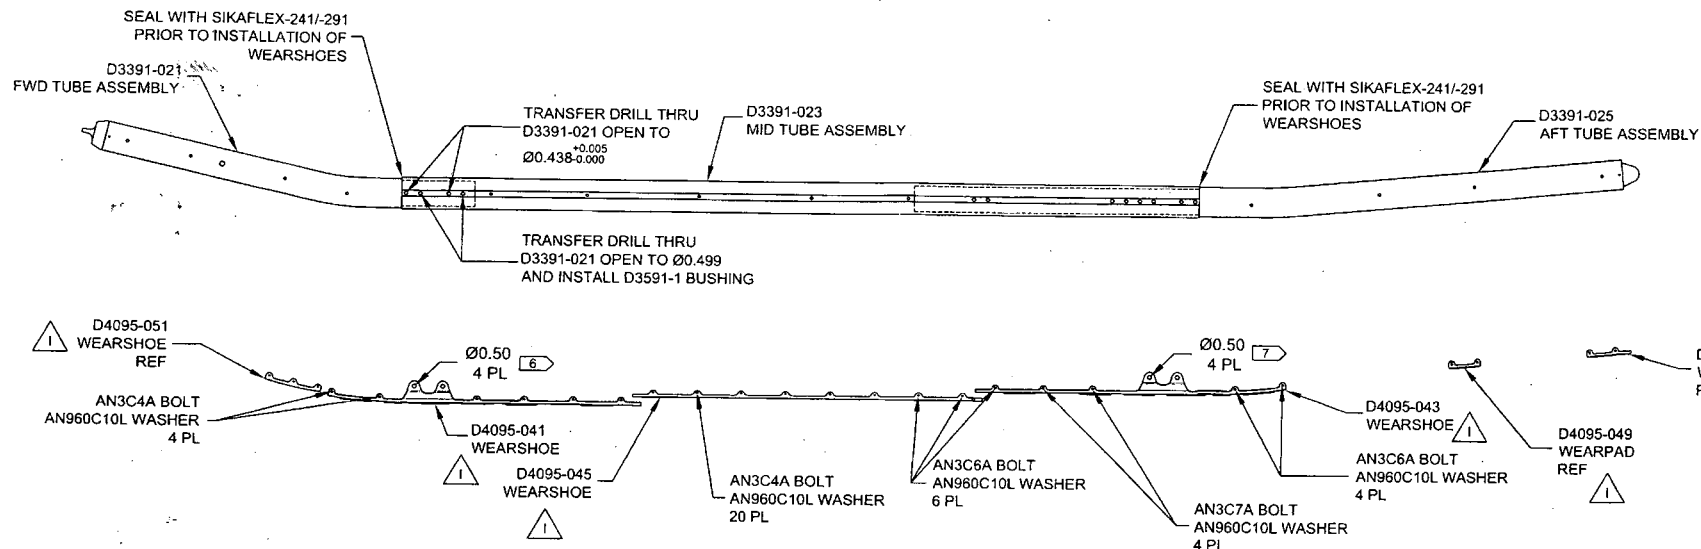 SEAL WITH SIKAFLEX-241/-291
PRIOR TO INSTALLATION OF
WEARSHOES
D3391-021
FWD TUBE ASSEMBLY
TRANSFER DRILL THRU
D3391-021 OPEN TO
Ø0.438 +0.005 -0.000
D3391-023
MID TUBE ASSEMBLY
SEAL WITH SIKAFLEX-241/-291
PRIOR TO INSTALLATION OF
WEARSHOES
D3391-025
AFT TUBE ASSEMBLY
TRANSFER DRILL THRU
D3391-021 OPEN TO Ø0.499
AND INSTALL D3591-1 BUSHING
D4095-051
WEARSHOE
REF
1
AN3C4A BOLT
AN960C10L WASHER
4 PL
Ø0.50
4 PL
6
D4095-041
WEARSHOE
1
D4095-045
WEARSHOE
1
AN3C4A BOLT
AN960C10L WASHER
20 PL
AN3C6A BOLT
AN960C10L WASHER
6 PL
Ø0.50
4 PL
7
AN3C7A BOLT
AN960C10L WASHER
4 PL
D4095-043
WEARSHOE
1
AN3C6A BOLT
AN960C10L WASHER
4 PL
D4095-049
WEARPAD
REF
1